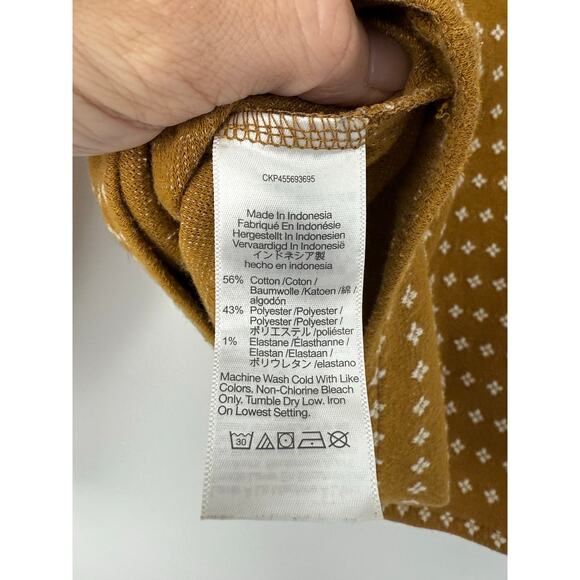 CKP455693695
Made In Indonesia
Fabriqué En Indonésie
Hergestellt In Indonesien
Vervaardigd In Indonesië
インドネシア製
hecho en indonesia
56% Cotton /Coton /
Baumwolle /Katoen /綿 /
algodón
43% Polyester /Polyester /
Polyester /Polyester /
ポリエステル /poliéster
1% Elastane /Élasthanne /
Elastan /Elastaan /
ポリウレタン /elastano
Machine Wash Cold With Like
Colors. Non-Chlorine Bleach
Only. Tumble Dry Low. Iron
On Lowest Setting.
30